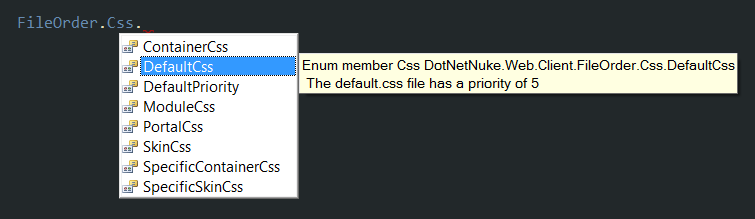 FileOrder.Css.
ContainerCss
DefaultCss
DefaultPriority
ModuleCss
PortalCss
SkinCss
SpecificContainerCss
SpecificSkinCss
Enum member Css DotNetNuke.Web.Client.FileOrder.Css.DefaultCss
The default.css file has a priority of 5